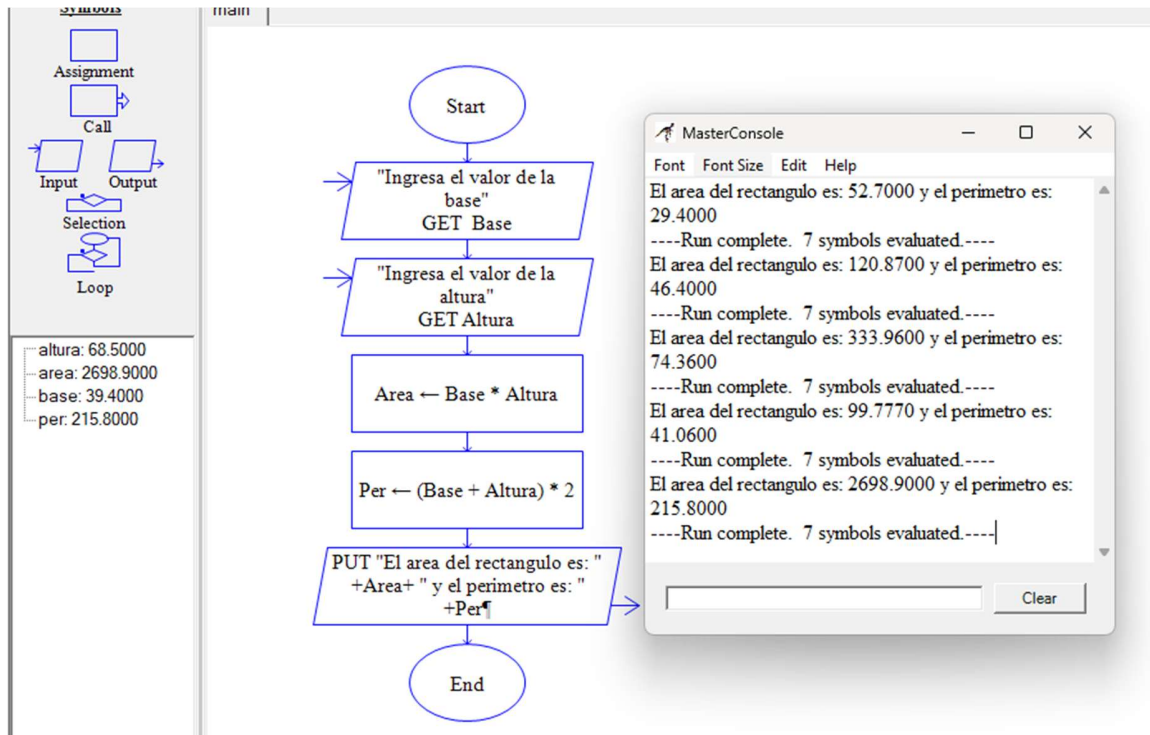 Symbols
Assignment
Call
Input
Output
Selection
Loop
altura: 68.5000
area: 2698.9000
base: 39.4000
per: 215.8000
main
Start
"Ingresa el valor de la
base"
GET Base
"Ingresa el valor de la
altura"
GET Altura
Area ← Base * Altura
Per ← (Base + Altura) * 2
PUT "El area del rectangulo es: "
+Area+ " y el perimetro es: "
+Per¶
End
MasterConsole
Font Font Size Edit Help
El area del rectangulo es: 52.7000 y el perimetro es:
29.4000
----Run complete. 7 symbols evaluated.----
El area del rectangulo es: 120.8700 y el perimetro es:
46.4000
----Run complete. 7 symbols evaluated.----
El area del rectangulo es: 333.9600 y el perimetro es:
74.3600
----Run complete. 7 symbols evaluated.----
El area del rectangulo es: 99.7770 y el perimetro es:
41.0600
----Run complete. 7 symbols evaluated.----
El area del rectangulo es: 2698.9000 y el perimetro es:
215.8000
----Run complete. 7 symbols evaluated.----
Clear